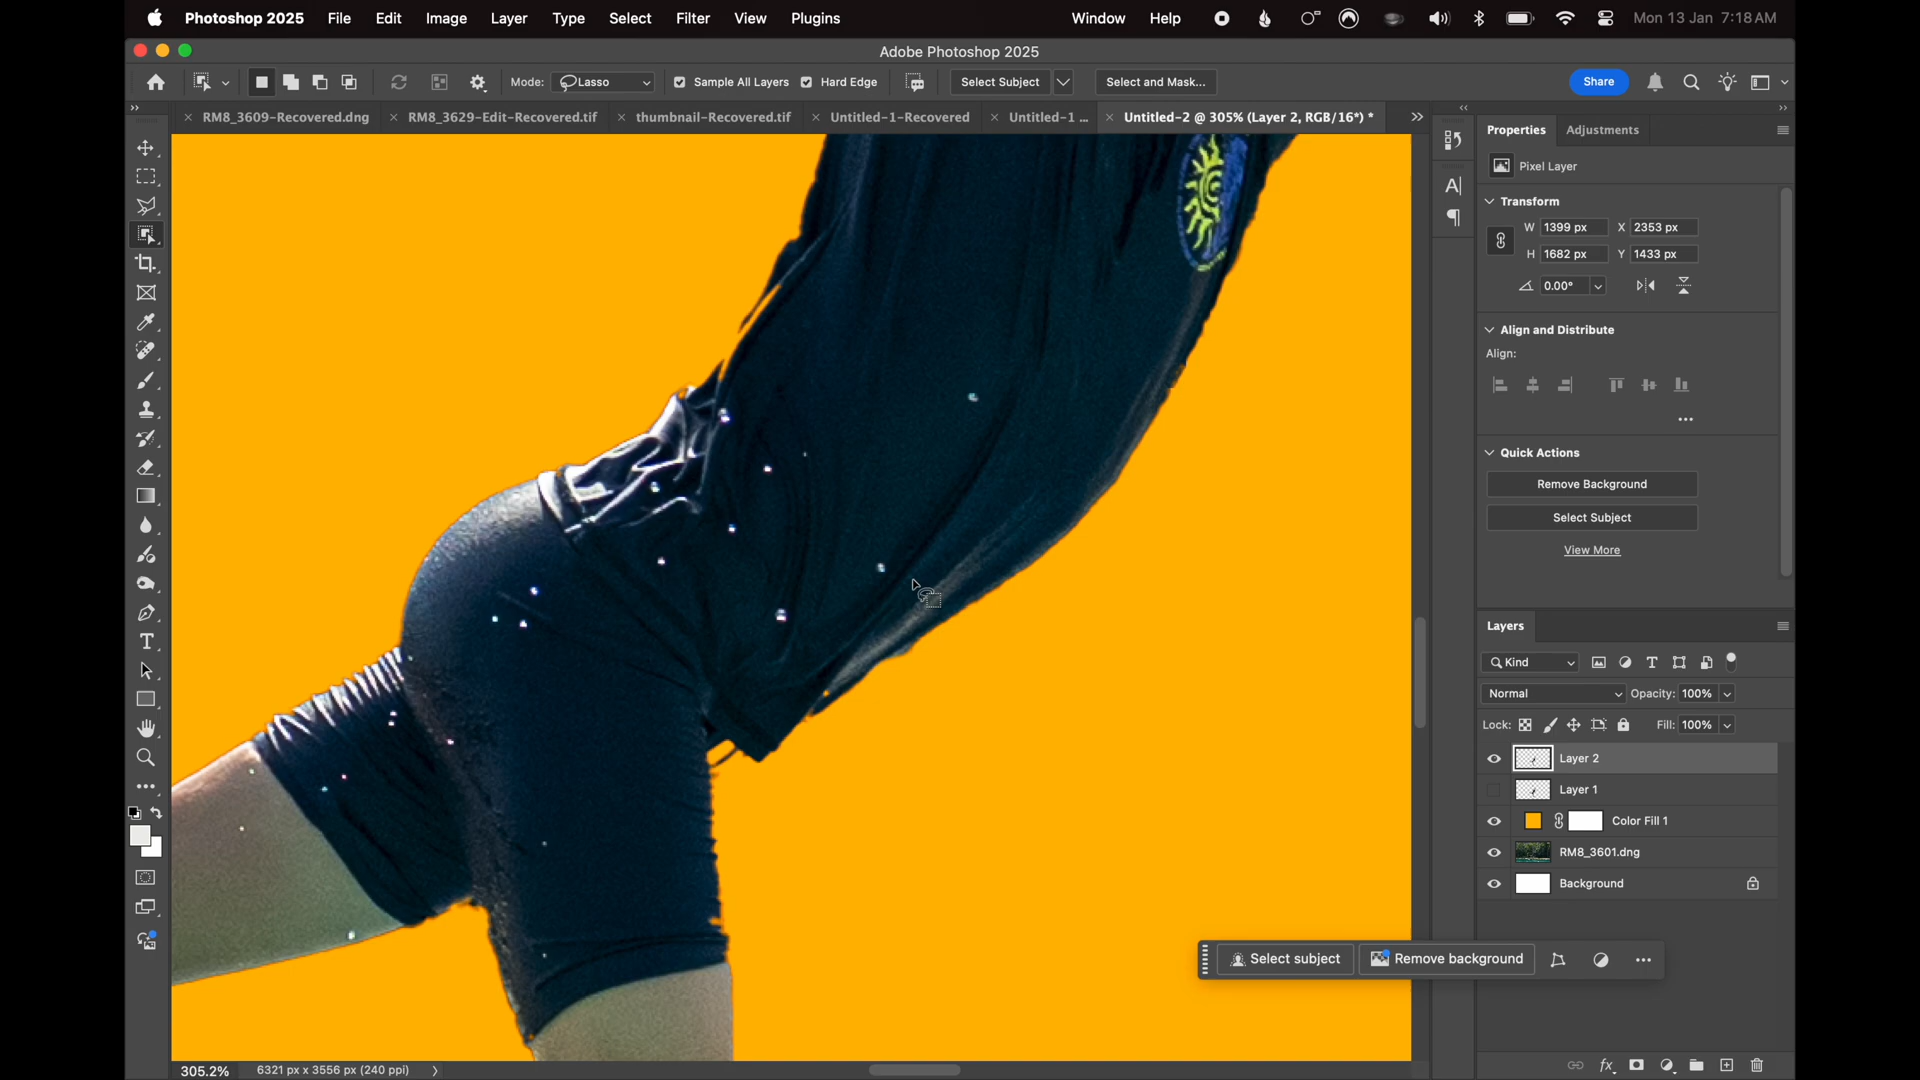 Photoshop 2025 File Edit Image Layer Type Select Filter View Plugins Window Help Mon 13 Jan 7:18 AM
Adobe Photoshop 2025
Mode: Lasso Sample All Layers Hard Edge Select Subject Select and Mask... Share
RM8_3609-Recovered.dng RM8_3629-Edit-Recovered.tif thumbnail-Recovered.tif Untitled-1-Recovered Untitled-1 ... Untitled-2 @ 305% (Layer 2, RGB/16*) *
Properties Adjustments
Pixel Layer
Transform
W 1399 px X 2353 px
H 1682 px Y 1433 px
0.00°
Align and Distribute
Align:
Quick Actions
Remove Background
Select Subject
View More
Layers
Kind
Normal Opacity: 100%
Lock: Fill: 100%
Layer 2
Layer 1
Color Fill 1
RM8_3601.dng
Background
Select subject Remove background
305.2% 6321 px x 3556 px (240 ppi)